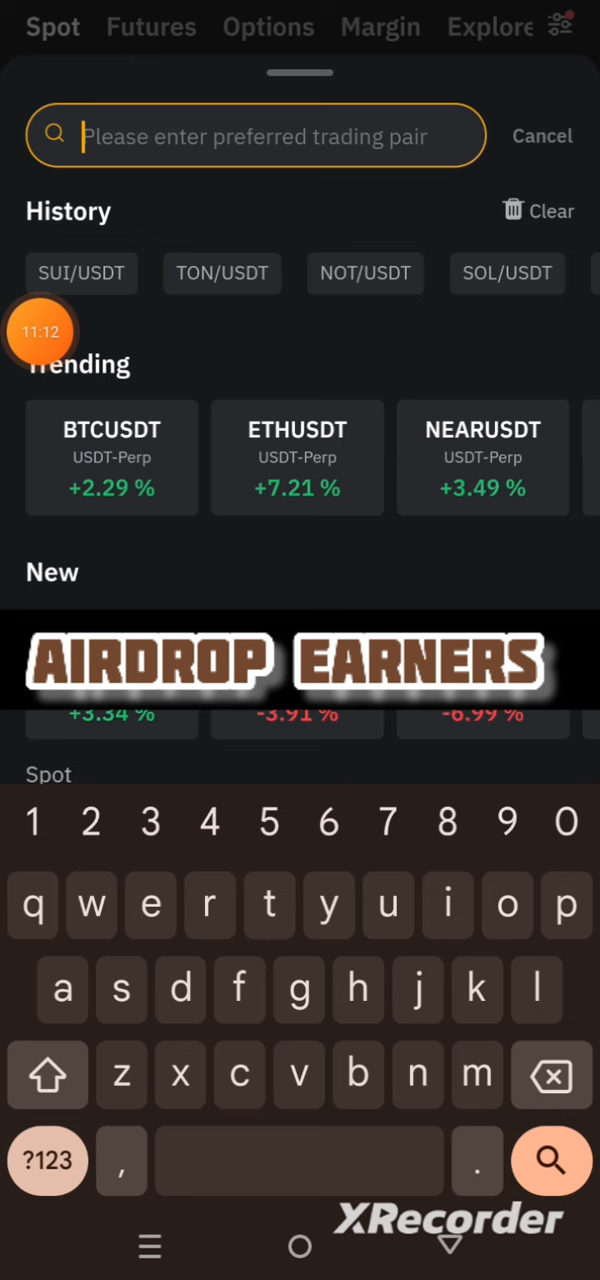 Spot Futures Options Margin Explore
Please enter preferred trading pair Cancel
History Clear
SUI/USDT TON/USDT NOT/USDT SOL/USDT
11:12
Trending
BTCUSDT ETHUSDT NEARUSDT
USDT-Perp USDT-Perp USDT-Perp
+2.29 % +7.21 % +3.49 %
New
AIRDROP EARNERS
+3.34 % -3.91 % -6.99 %
Spot
1 2 3 4 5 6 7 8 9 0
q w e r t y u i o p
a s d f g h j k l
z x c v b n m
?123 , .
XRecorder